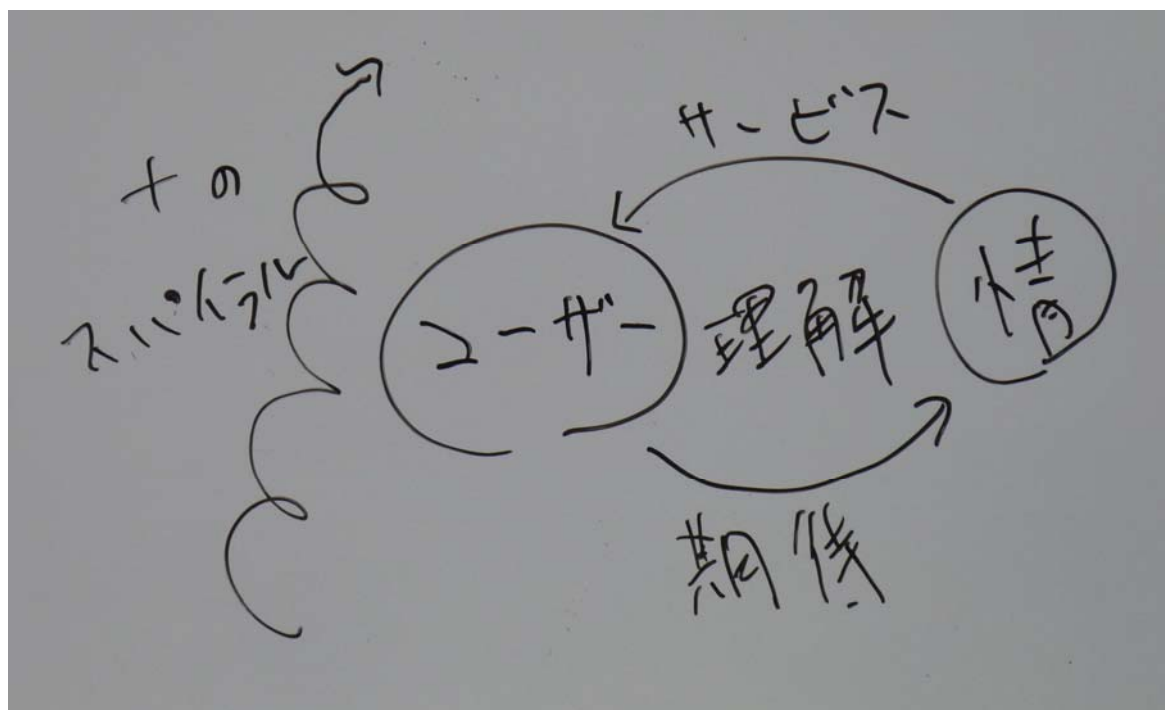 +の
スパイラル
サービス
ユーザー
理解
情
期待